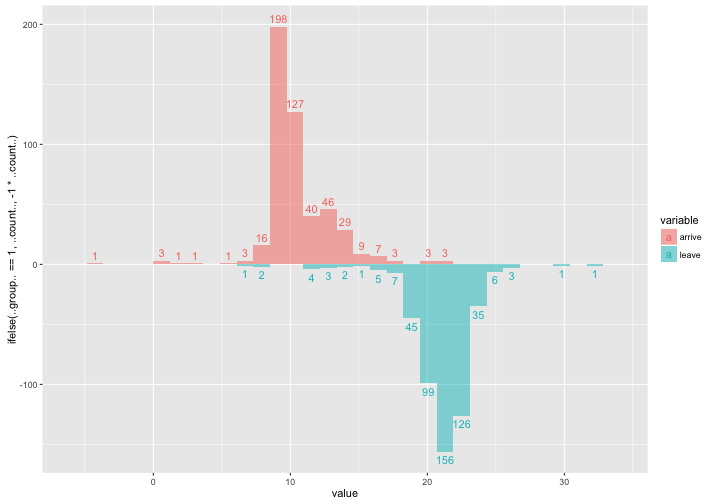 198
200
127
100
40 46
29
16
3 1 1 1 3 9 7 3 3 3
1
0
1 2 4 3 2 1 5 7 6 3 1 1
45 35
99
-100
126
156
0 10 20 30
value
ifelse(..group.. == 1, ..count.., -1 * ..count..)
variable
a arrive
a leave